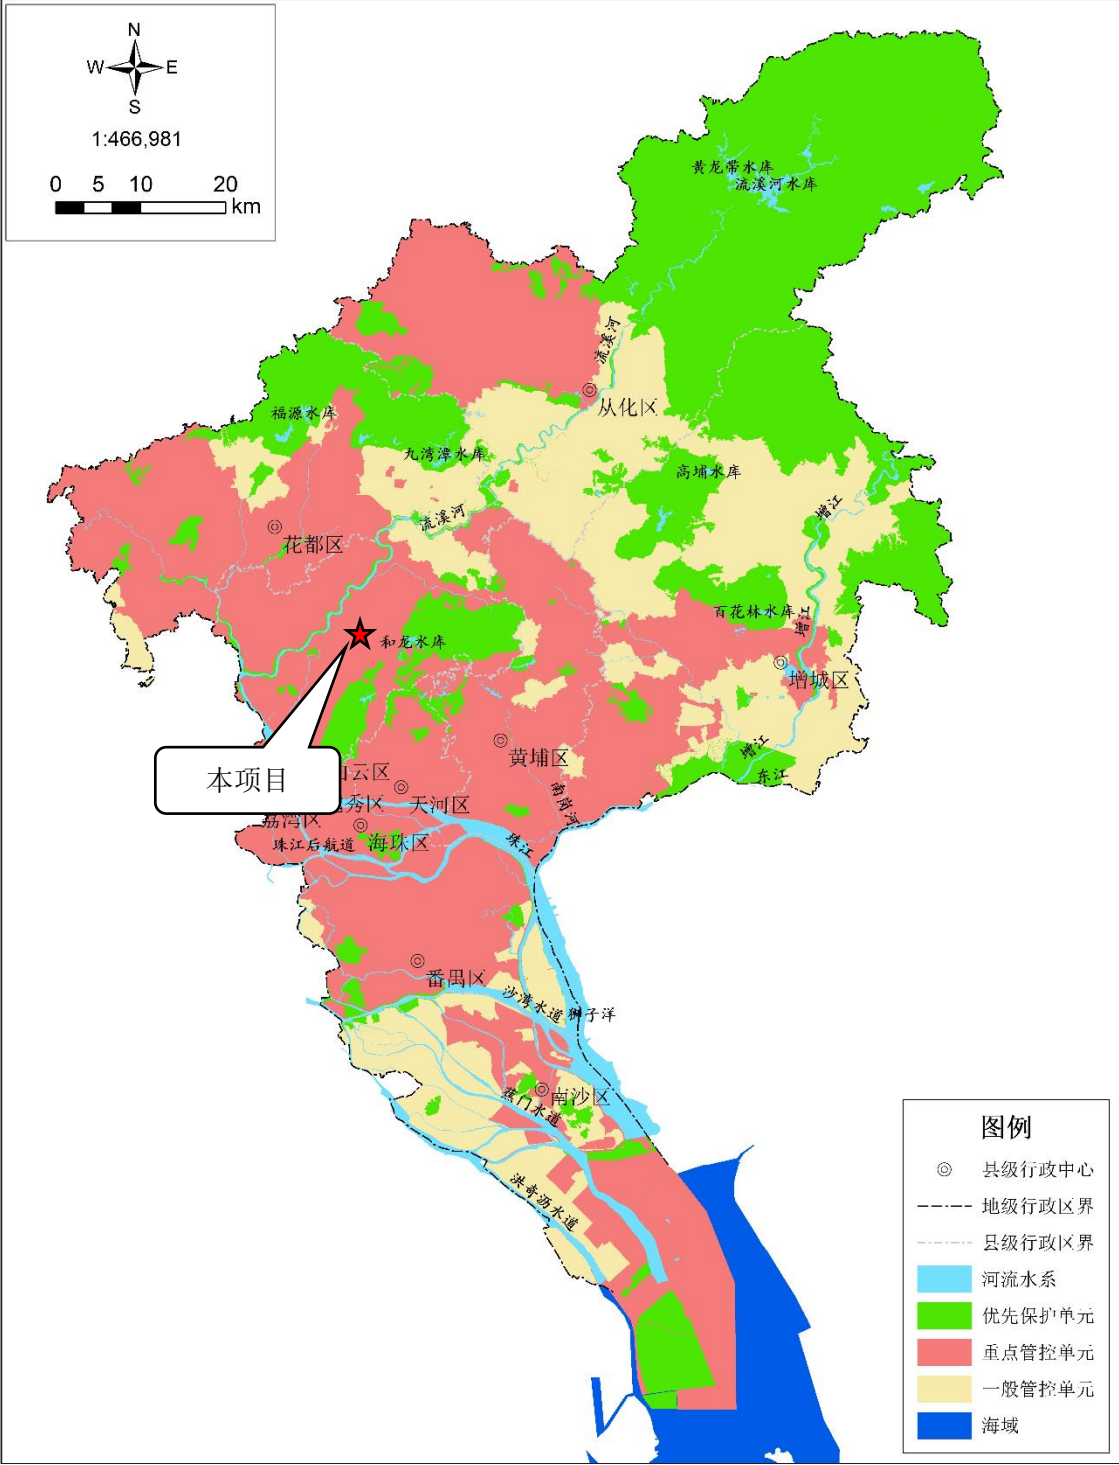 N
W E
S
1:466,981
0 5 10 20
km
黄龙带水库
流溪河水库
流溪河
从化区
福源水库
九湾潭水库
高埔水库
增江
流溪河
花都区
百花林水库
增江
和龙水库
增城区
黄埔区
增江
东江
本项目
白云区
天河区
南岗河
越秀区
荔湾区
海珠区
珠江后航道
珠江
番禺区
沙湾水道
狮子洋
南沙区
蕉门水道
洪奇沥水道
图例
县级行政中心
地级行政区界
县级行政区界
河流水系
优先保护单元
重点管控单元
一般管控单元
海域